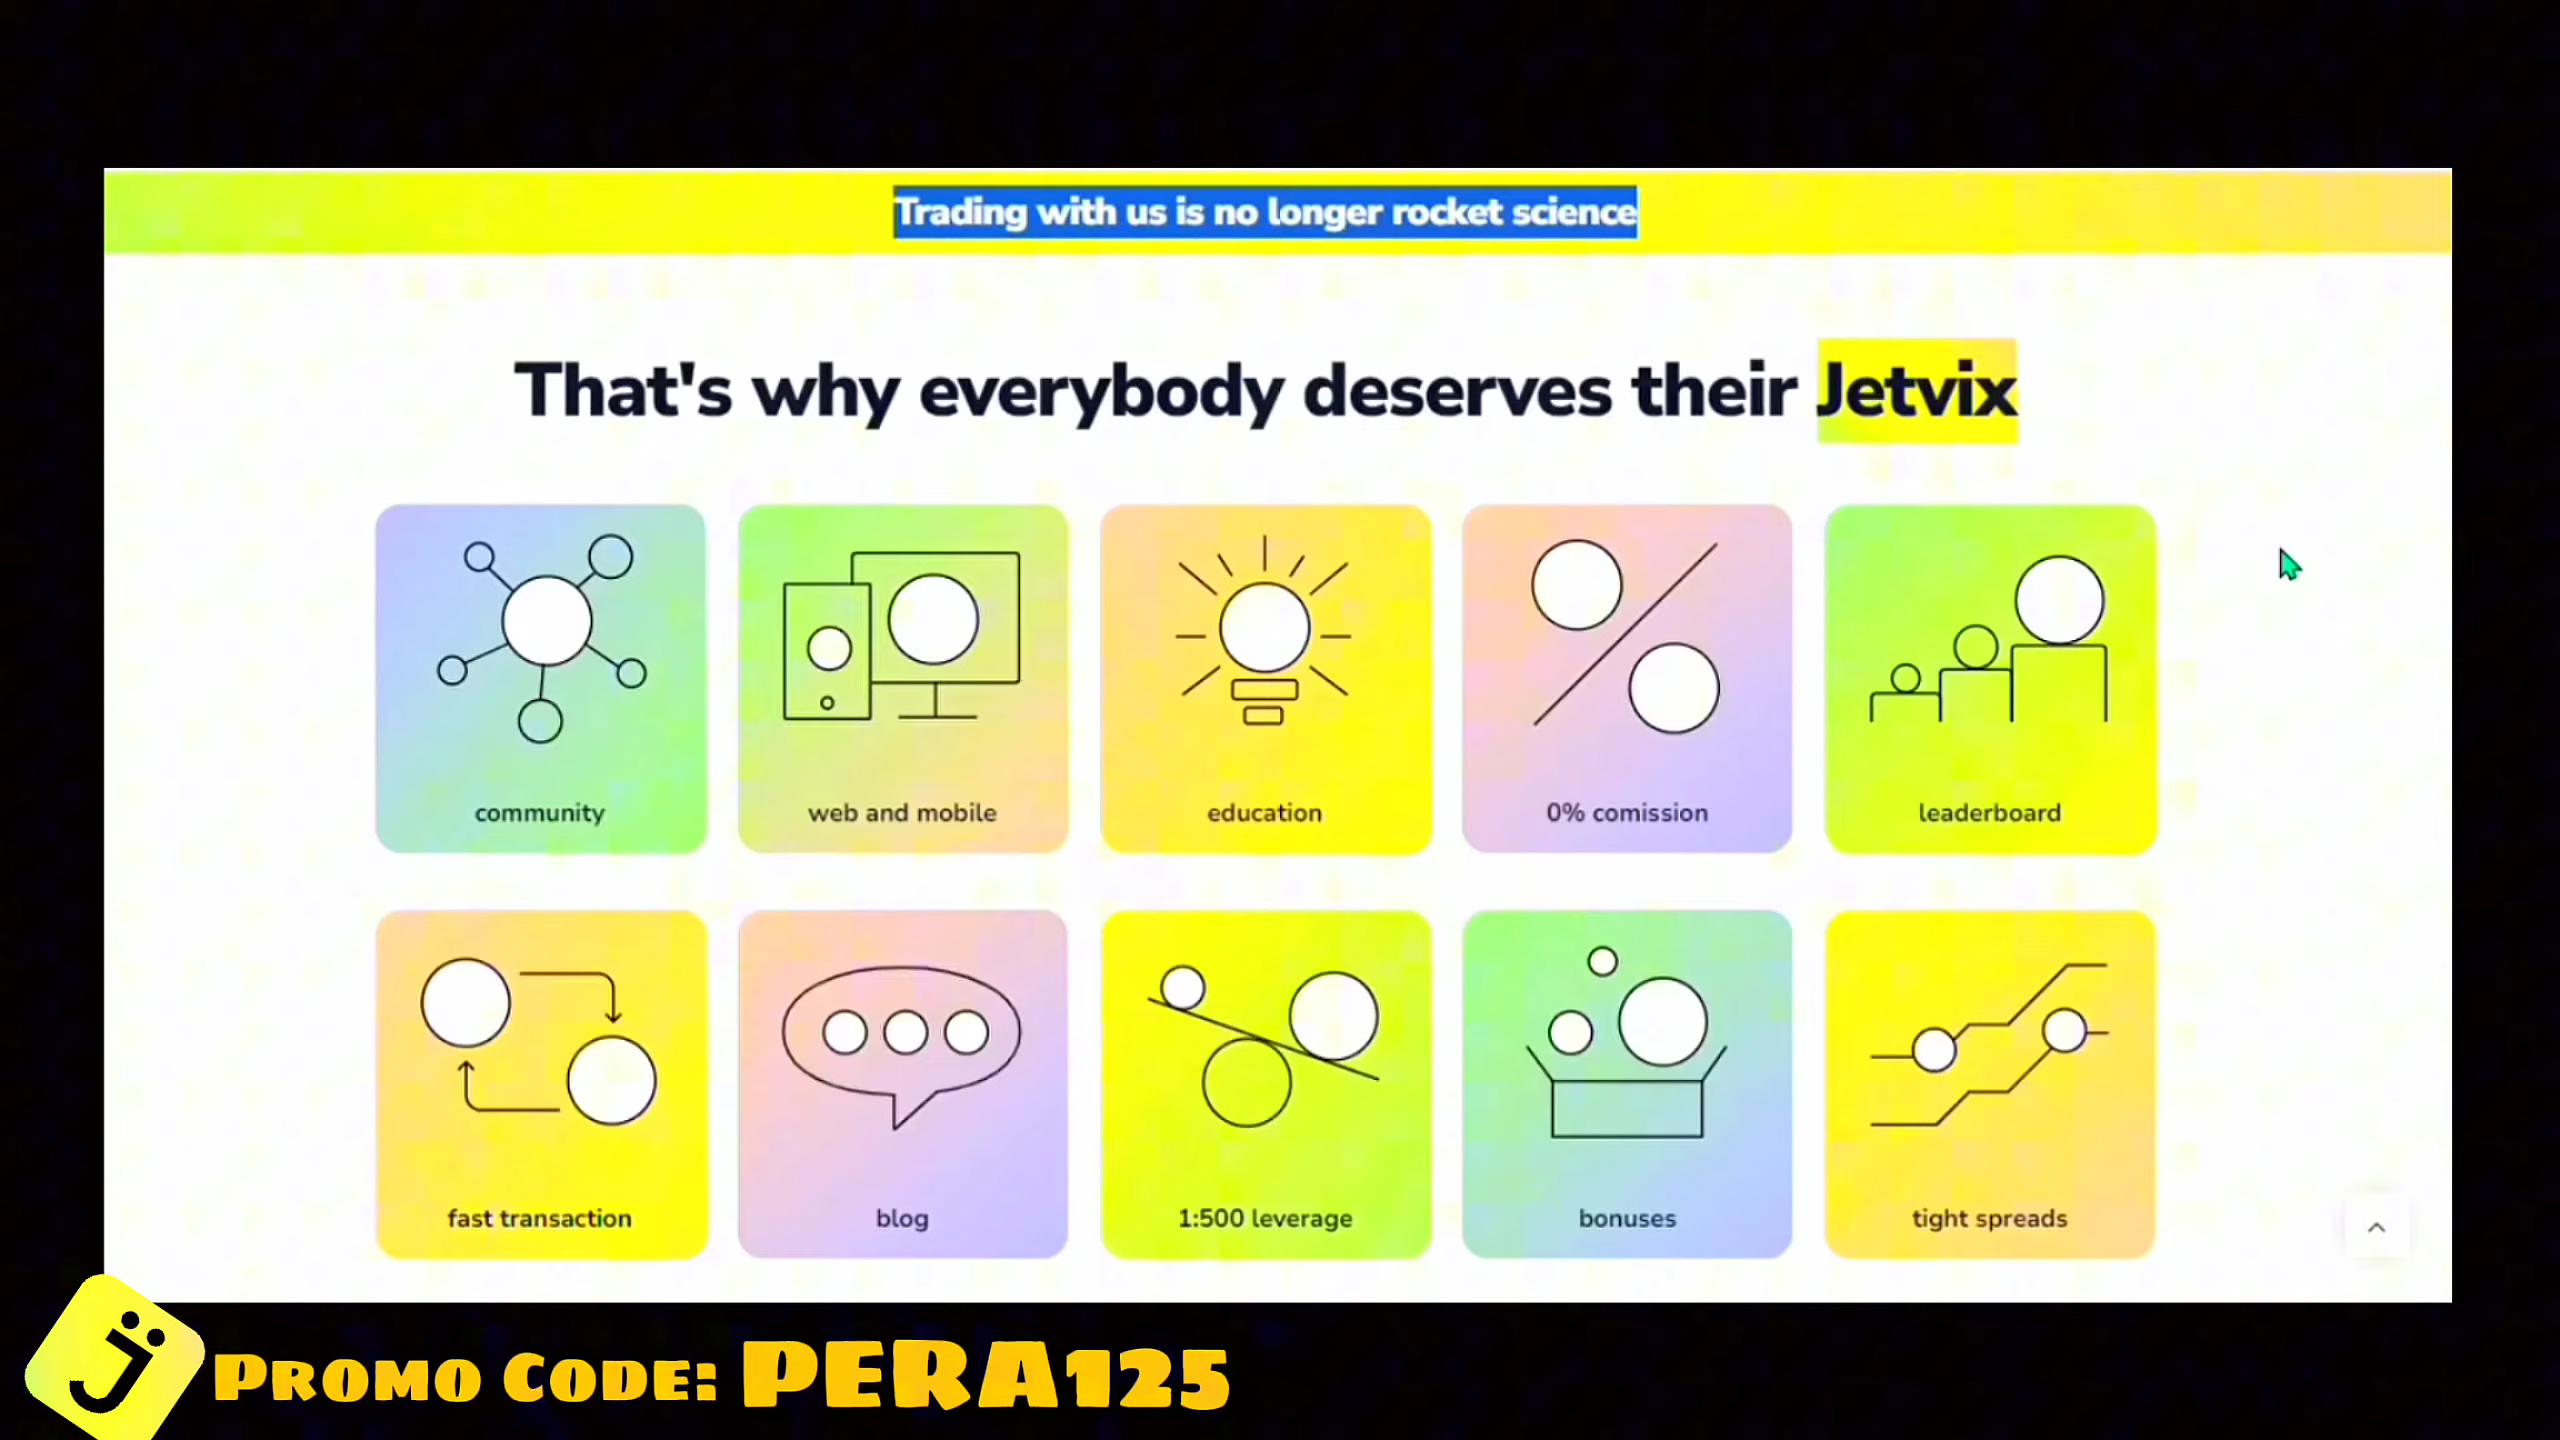 Trading with us is no longer rocket science
That's why everybody deserves their Jetvix
community
web and mobile
education
0% comission
leaderboard
fast transaction
blog
1:500 leverage
bonuses
tight spreads
J
PROMO CODE: PERA125